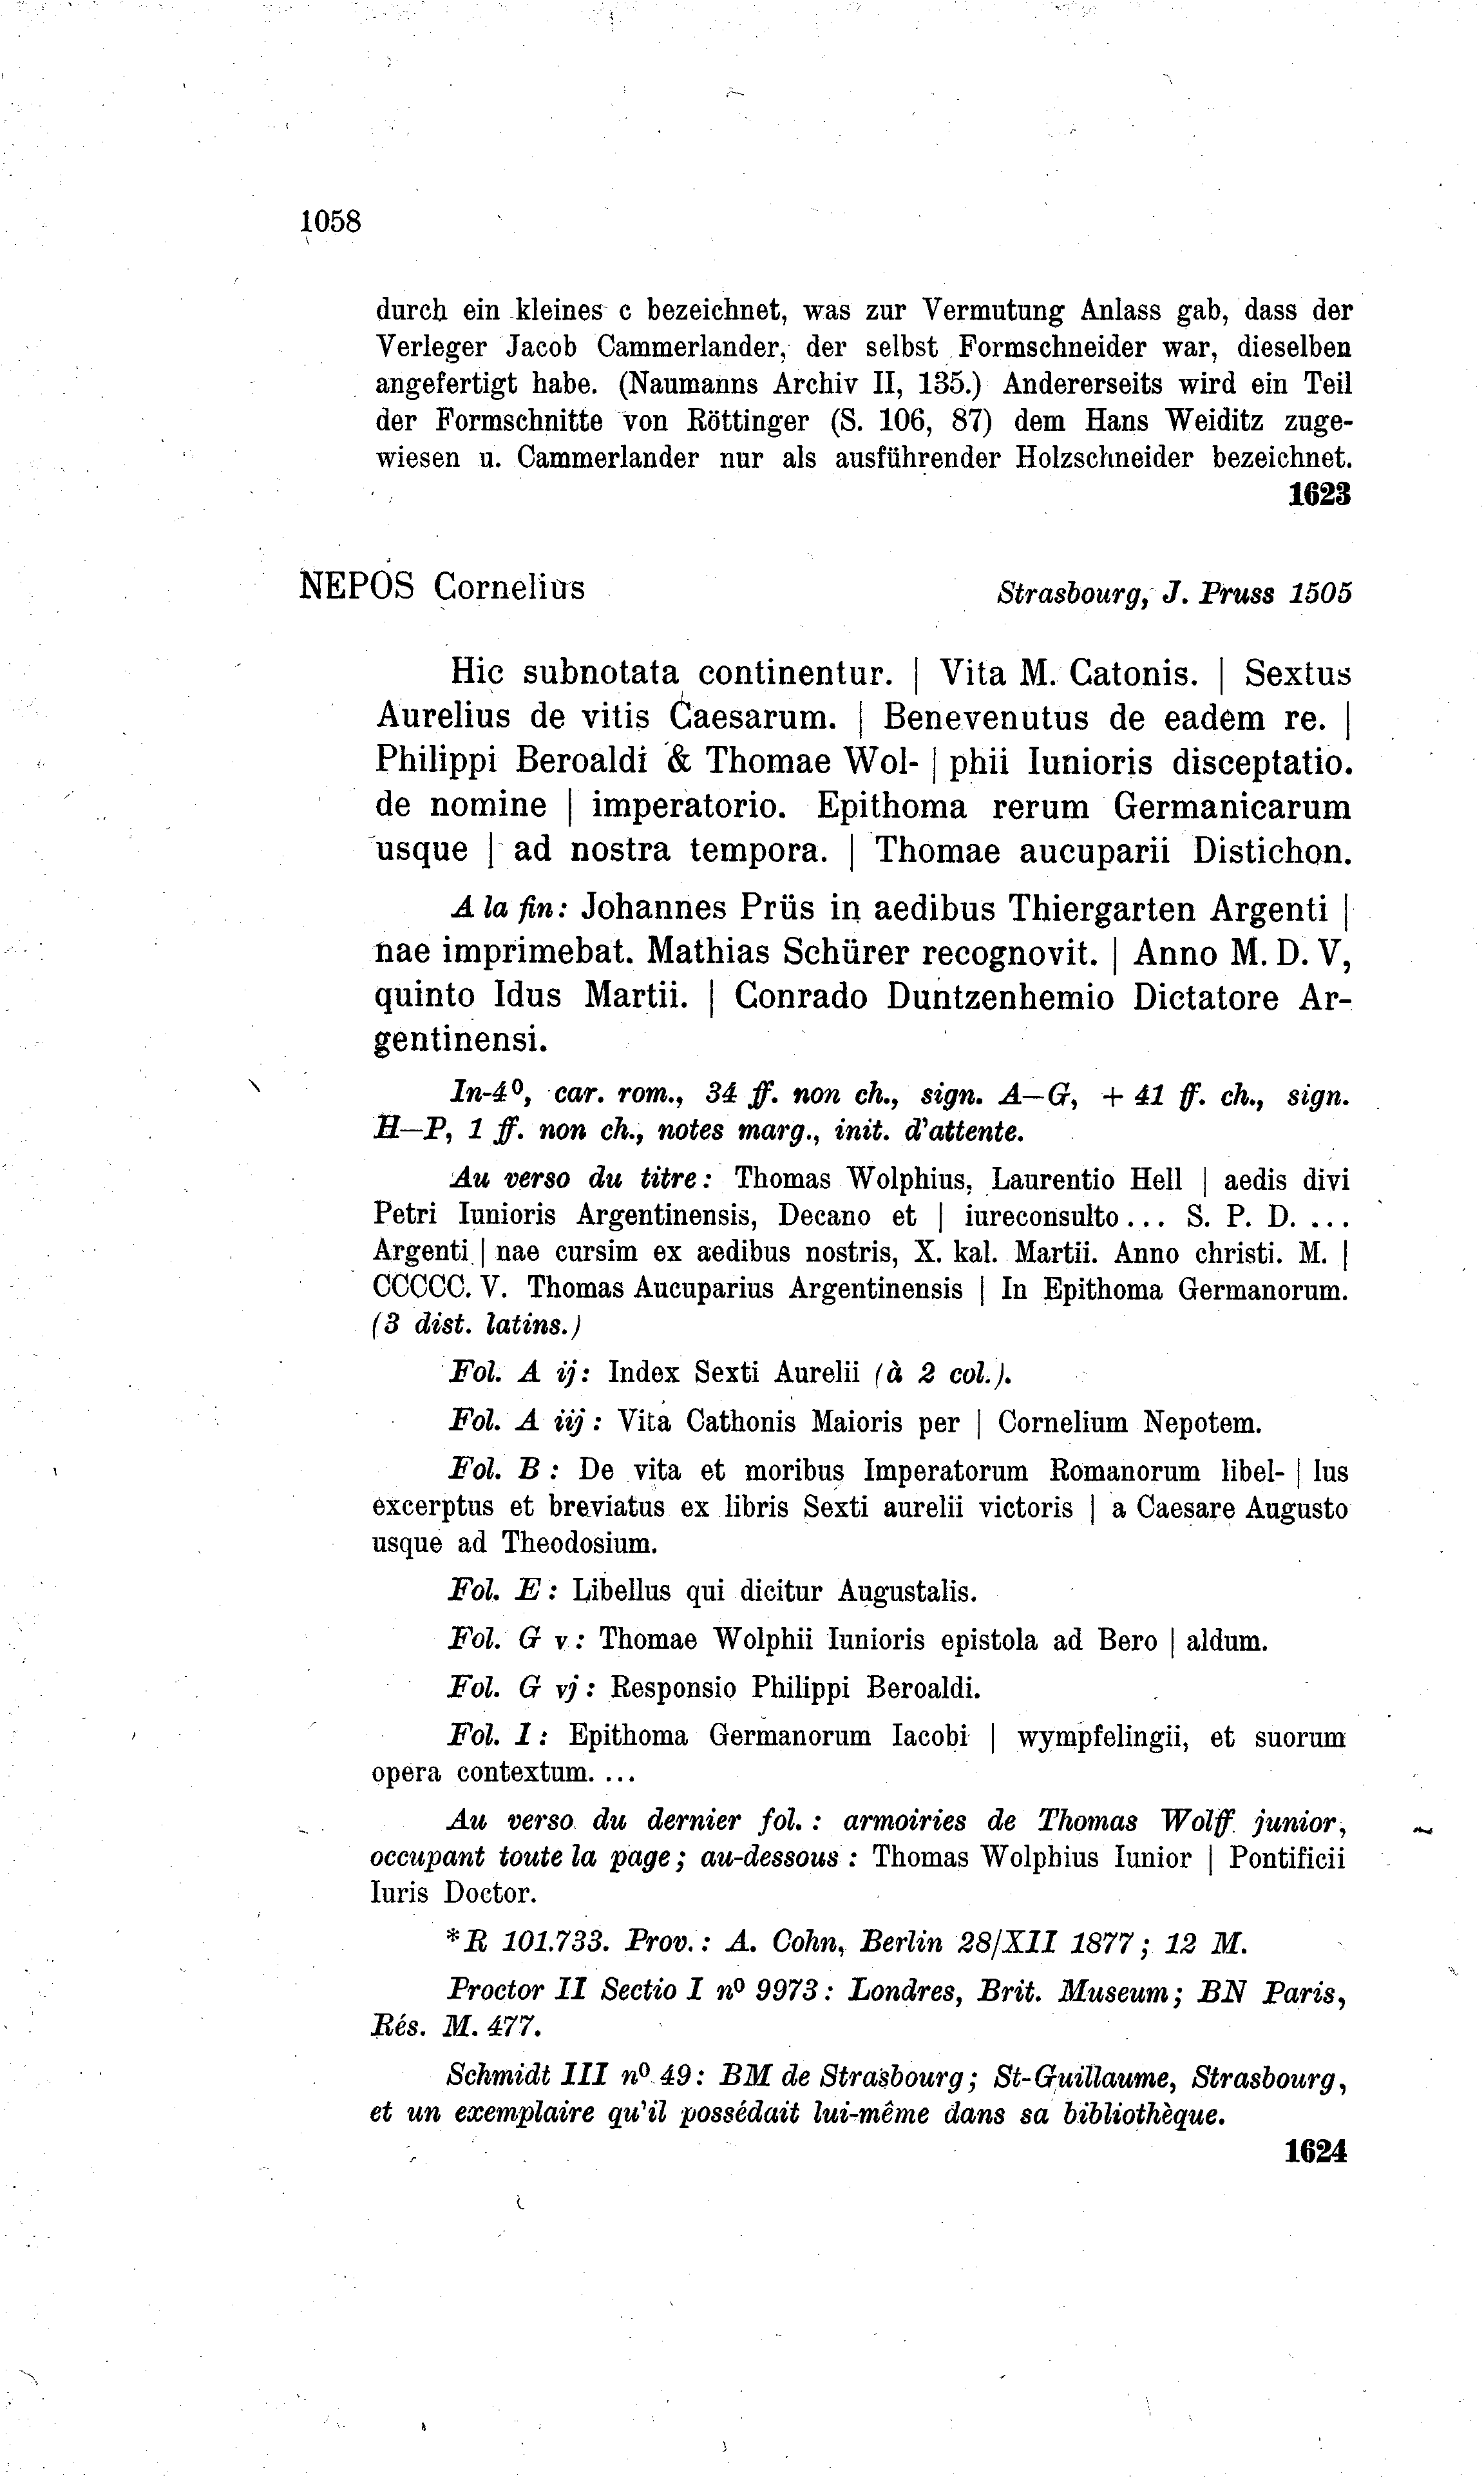 1058
durch ein kleines c bezeichnet, was zur Vermutung Anlass gab, dass der
Verleger Jacob Cammerlander, der selbst Formschneider war, dieselben
angefertigt habe. (Naumanns Archiv II, 135.) Andererseits wird ein Teil
der Formschnitte von Röttinger (S. 106, 87) dem Hans Weiditz zuge-
wiesen u. Cammerlander nur als ausführender Holzschneider bezeichnet.
1623
NEPOS Cornelius Strasbourg, J. Pruss 1505
Hic subnotata continentur. | Vita M. Catonis. | Sextus
Aurelius de vitis Caesarum. | Benevenutus de eadem re. |
Philippi Beroaldi & Thomae Wol- | phii Iunioris disceptatio.
de nomine | imperatorio. Epithoma rerum Germanicarum
usque | ad nostra tempora. | Thomae aucuparii Distichon.
A la fin: Johannes Prüs in aedibus Thiergarten Argenti |
nae imprimebat. Mathias Schürer recognovit. | Anno M. D. V,
quinto Idus Martii. | Conrado Duntzenhemio Dictatore Ar-
gentinensi.
In-4º, car. rom., 34 ff. non ch., sign. A—G, + 41 ff. ch., sign.
H—P, 1 ff. non ch., notes marg., init. d'attente.
Au verso du titre: Thomas Wolphius, Laurentio Hell | aedis divi
Petri Iunioris Argentinensis, Decano et | iureconsulto... S. P. D. ...
Argenti | nae cursim ex aedibus nostris, X. kal. Martii. Anno christi. M. |
CCCCC. V. Thomas Aucuparius Argentinensis | In Epithoma Germanorum.
(3 dist. latins.)
Fol. A ij: Index Sexti Aurelii (à 2 col.).
Fol. A iij: Vita Cathonis Maioris per | Cornelium Nepotem.
Fol. B: De vita et moribus Imperatorum Romanorum libel- | lus
excerptus et breviatus ex libris Sexti aurelii victoris | a Caesare Augusto
usque ad Theodosium.
Fol. E: Libellus qui dicitur Augustalis.
Fol. G v: Thomae Wolphii Iunioris epistola ad Bero | aldum.
Fol. G vj: Responsio Philippi Beroaldi.
Fol. I: Epithoma Germanorum Iacobi | wympfelingii, et suorum
opera contextum. ...
Au verso du dernier fol.: armoiries de Thomas Wolff junior,
occupant toute la page; au-dessous: Thomas Wolphius Iunior | Pontificii
Iuris Doctor.
*R 101.733. Prov.: A. Cohn, Berlin 28/XII 1877; 12 M.
Proctor II Sectio I nº 9973: Londres, Brit. Museum; BN Paris,
Rés. M. 477.
Schmidt III nº 49: BM de Strasbourg; St-Guillaume, Strasbourg,
et un exemplaire qu'il possédait lui-même dans sa bibliothèque.
1624